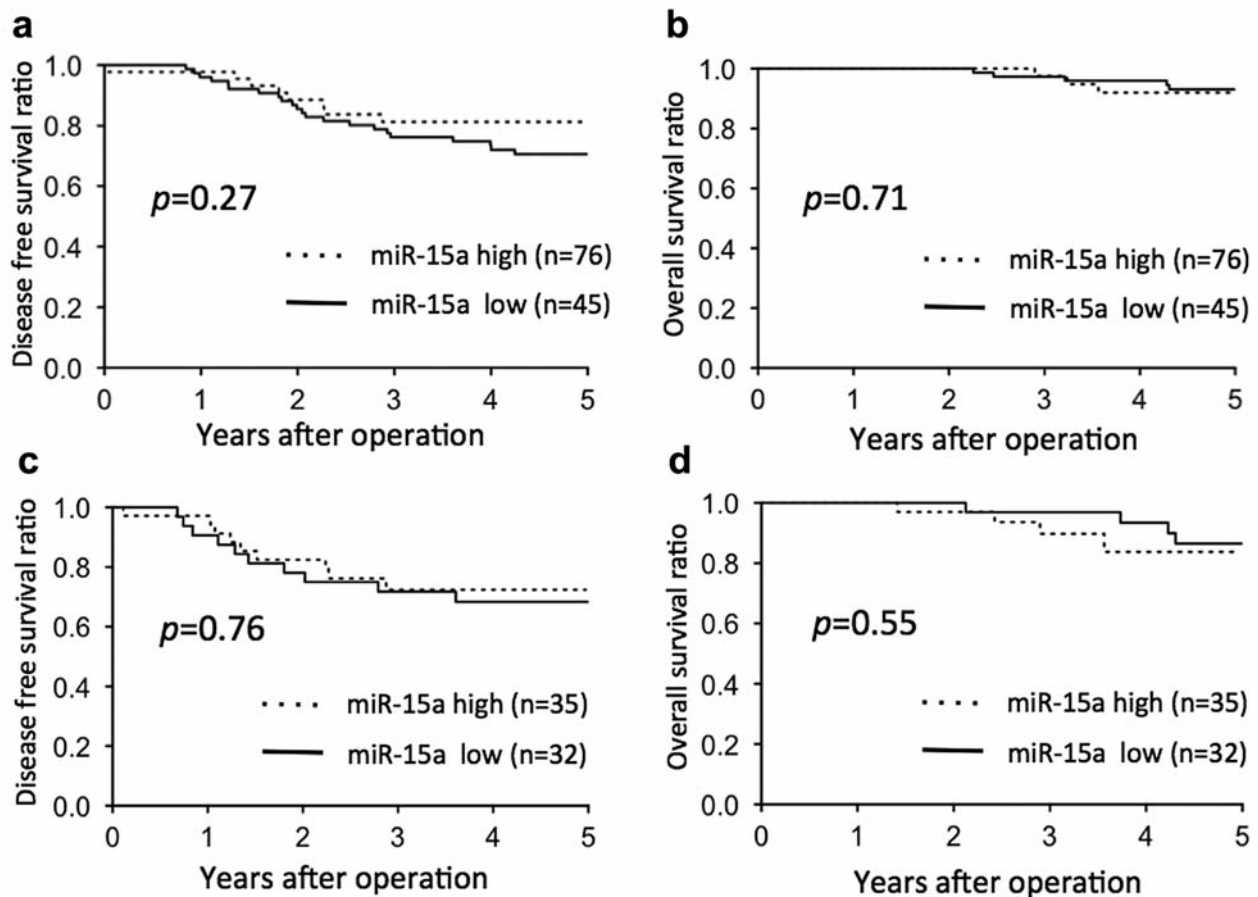 a
Disease free survival ratio
1.0
0.8
0.6
0.4
0.2
0.0
p=0.27
miR-15a high (n=76)
miR-15a low (n=45)
0 1 2 3 4 5
Years after operation
b
Overall survival ratio
1.0
0.8
0.6
0.4
0.2
0.0
p=0.71
miR-15a high (n=76)
miR-15a low (n=45)
0 1 2 3 4 5
Years after operation
c
Disease free survival ratio
1.0
0.8
0.6
0.4
0.2
0.0
p=0.76
miR-15a high (n=35)
miR-15a low (n=32)
0 1 2 3 4 5
Years after operation
d
Overall survival ratio
1.0
0.8
0.6
0.4
0.2
0.0
p=0.55
miR-15a high (n=35)
miR-15a low (n=32)
0 1 2 3 4 5
Years after operation